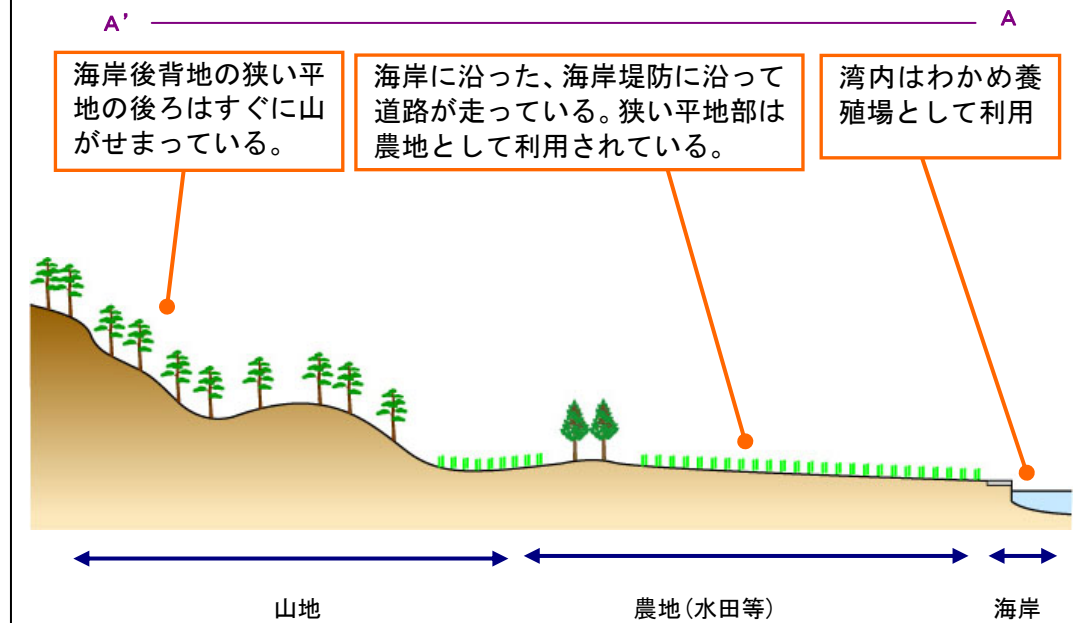 A’ A
海岸後背地の狭い平
地の後ろはすぐに山
がせまっている。
海岸に沿った、海岸堤防に沿って
道路が走っている。狭い平地部は
農地として利用されている。
湾内はわかめ養
殖場として利用
山地
農地(水田等)
海岸